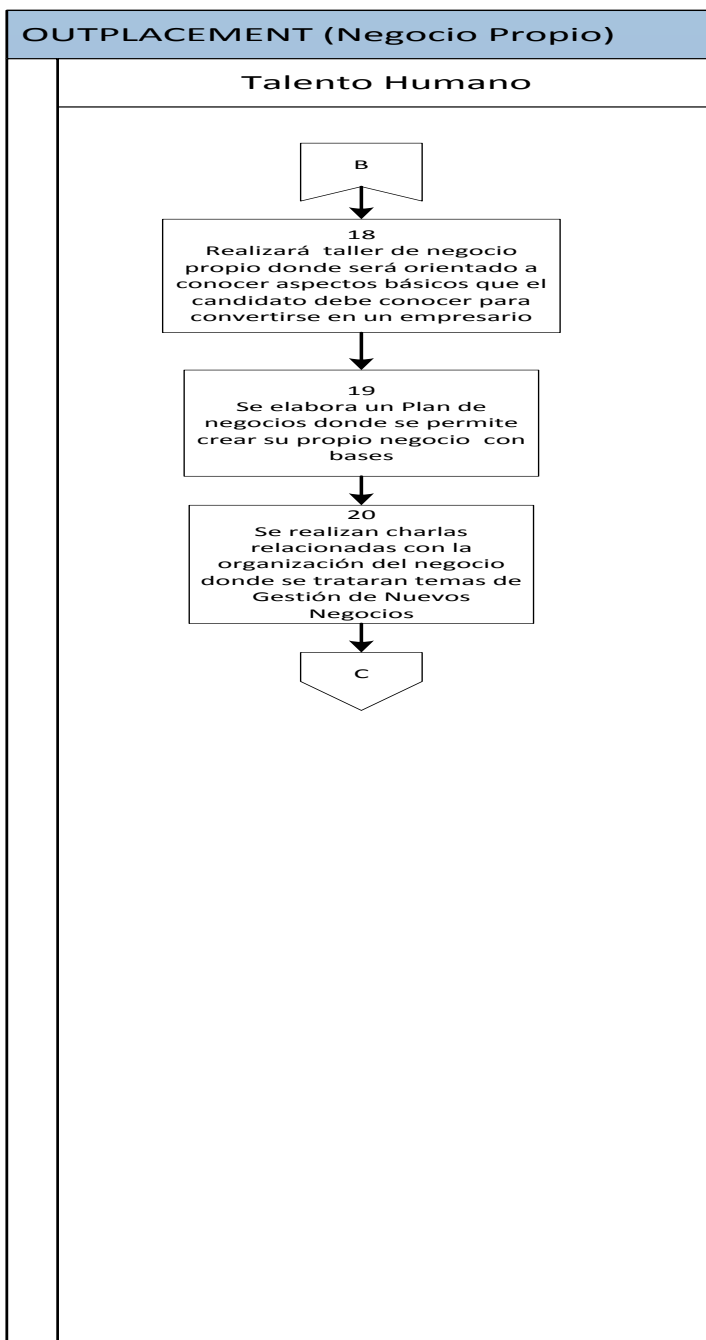 OUTPLACEMENT (Negocio Propio)
Talento Humano
B
18
Realizará taller de negocio
propio donde será orientado a
conocer aspectos básicos que el
candidato debe conocer para
convertirse en un empresario
19
Se elabora un Plan de
negocios donde se permite
crear su propio negocio con
bases
20
Se realizan charlas
relacionadas con la
organización del negocio
donde se trataran temas de
Gestión de Nuevos
Negocios
C